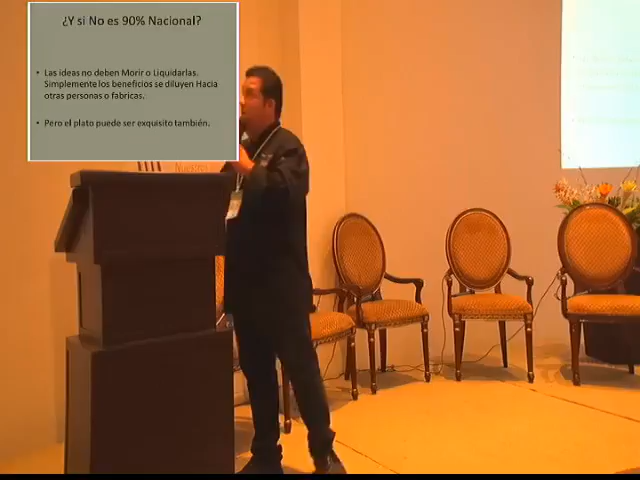 ¿Y si No es 90% Nacional?
• Las ideas no deben Morir o Liquidarlas.
Simplemente los beneficios se diluyen Hacia
otras personas o fabricas.
• Pero el plato puede ser exquisito también.